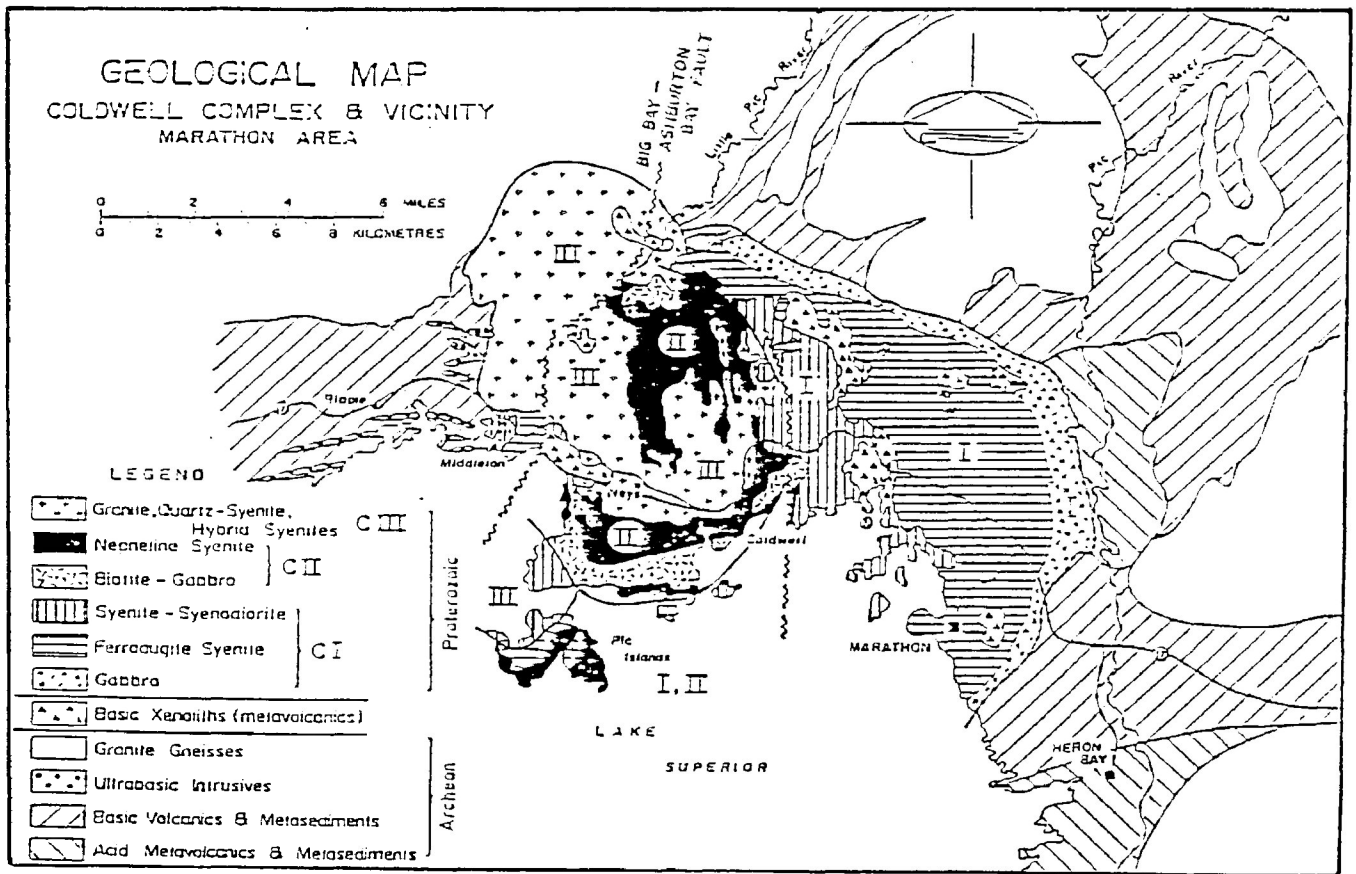 GEOLOGICAL MAP
COLDWELL COMPLEX & VICINITY
MARATHON AREA
0 2 4 6 MILES
0 2 4 6 8 KILOMETRES
BIG BAY -
ASHBURTON
BAY FAULT
Little Pic River
Pic River
III
II
III
I
I
III
II
III
I, II
Middleton
Neys
Coldwell
Pic
Islands
MARATHON
HERON
BAY
LAKE
SUPERIOR
LEGEND
Granite, Quartz-Syenite,
Hybrid Syenites
C III
Nepheline Syenite
Biotite - Gabbro
C II
Syenite - Syenodiorite
Ferroaugite Syenite
Gabbro
C I
Proterozoic
Basic Xenoliths (metavolcanics)
Granite Gneisses
Ultrabasic Intrusives
Basic Volcanics & Metasediments
Acid Metavolcanics & Metasediments
Archean